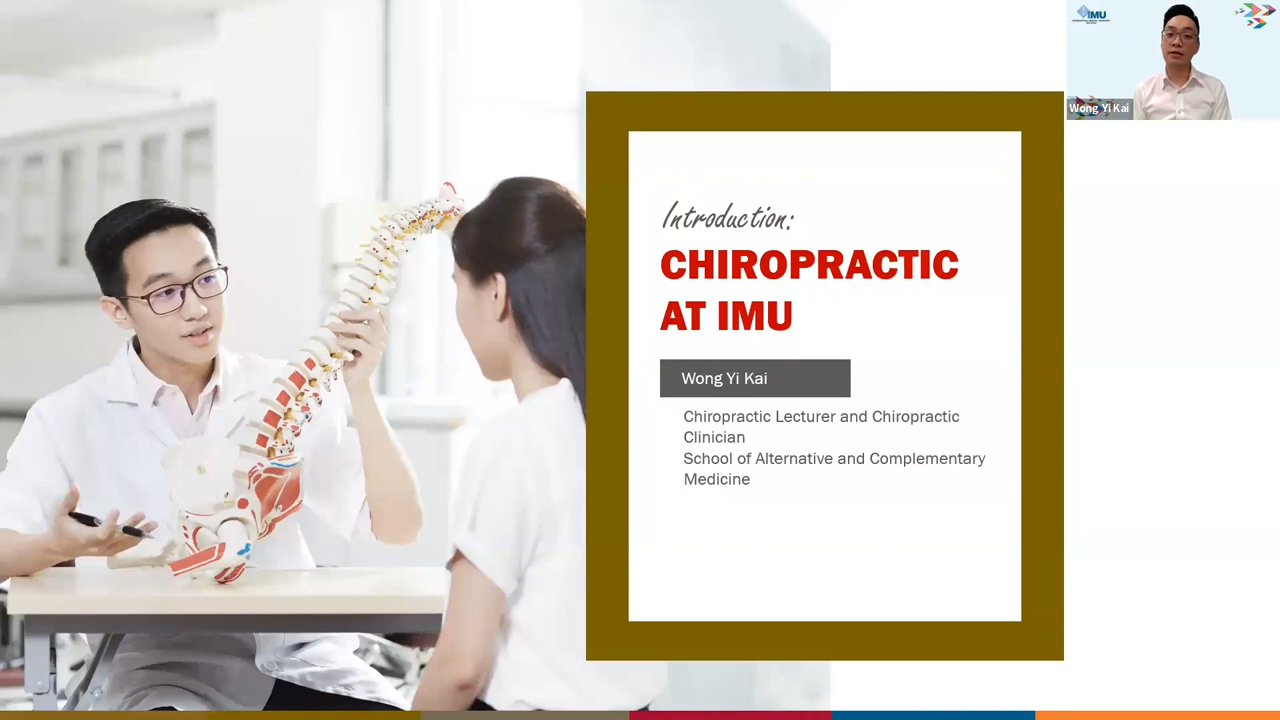 Introduction:
CHIROPRACTIC
AT IMU
Wong Yi Kai
Chiropractic Lecturer and Chiropractic
Clinician
School of Alternative and Complementary
Medicine
IMU
Wong Yi Kai